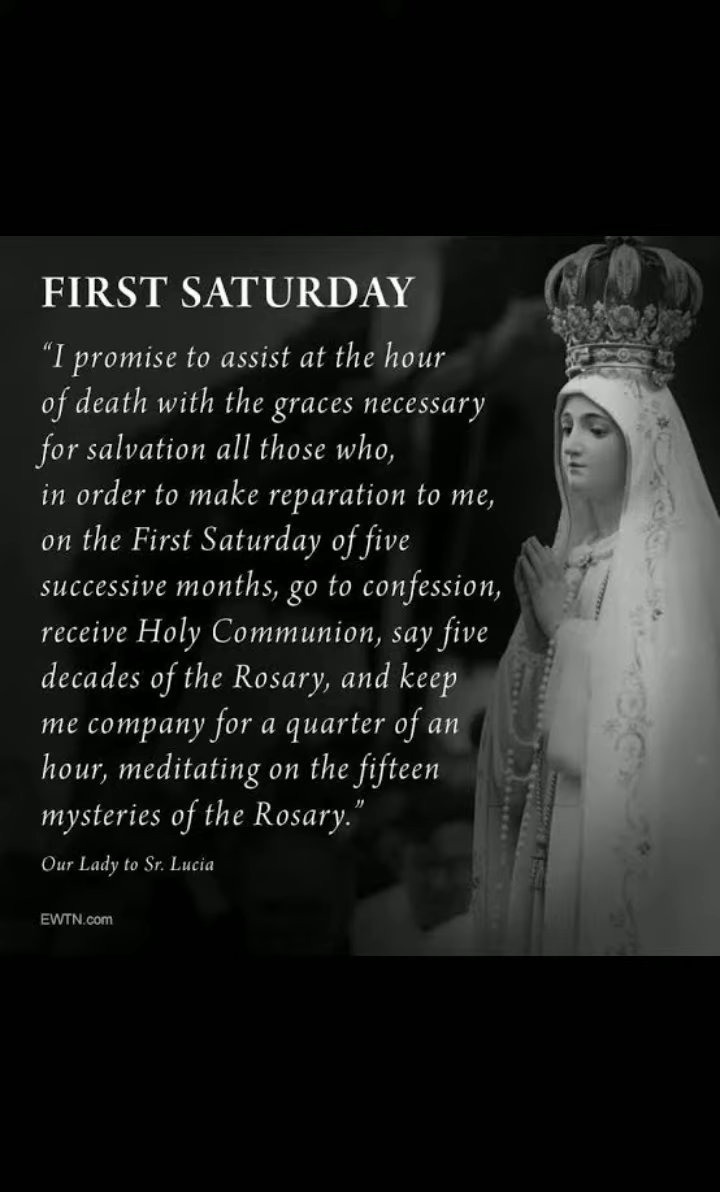 FIRST SATURDAY
“I promise to assist at the hour
of death with the graces necessary
for salvation all those who,
in order to make reparation to me,
on the First Saturday of five
successive months, go to confession,
receive Holy Communion, say five
decades of the Rosary, and keep
me company for a quarter of an
hour, meditating on the fifteen
mysteries of the Rosary.”
Our Lady to Sr. Lucia
EWTN.com